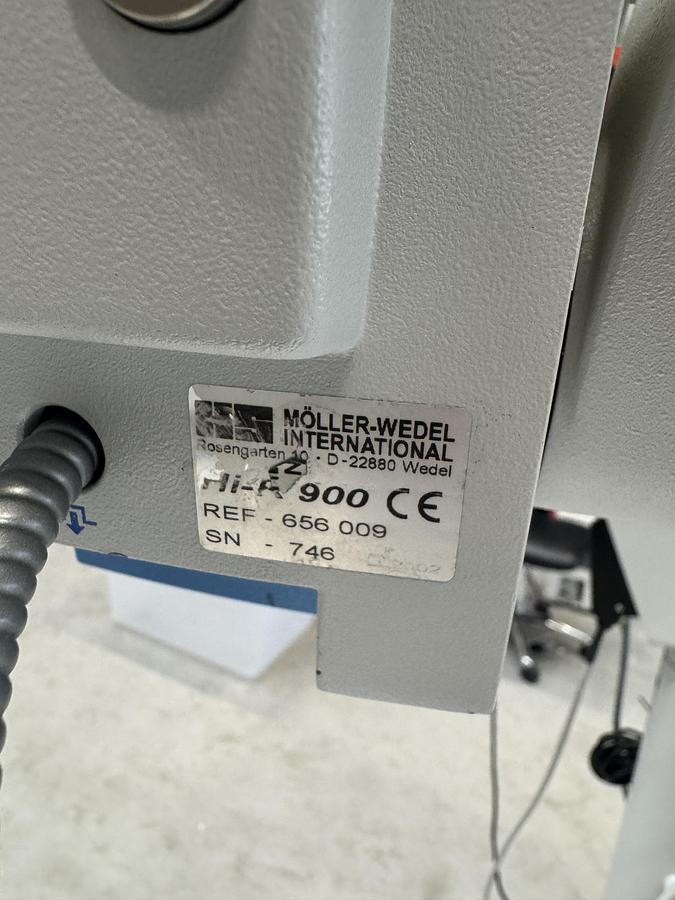 MÖLLER-WEDEL
INTERNATIONAL
Rosengarten 10 · D-22880 Wedel
900 CE
REF - 656 009
SN - 746